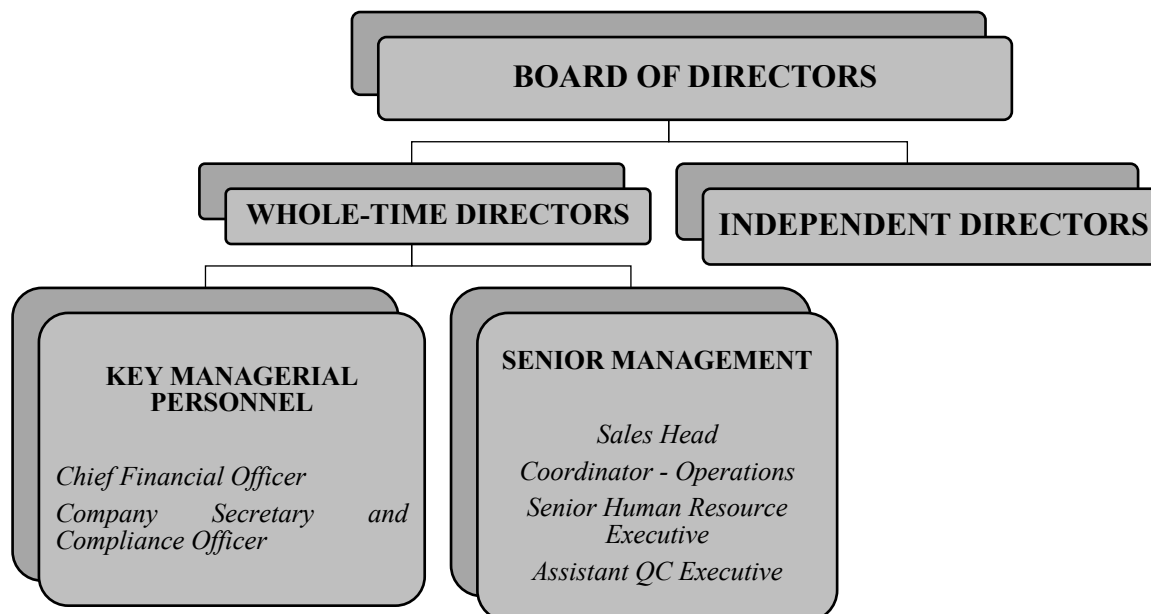 BOARD OF DIRECTORS
WHOLE-TIME DIRECTORS
INDEPENDENT DIRECTORS
KEY MANAGERIAL
PERSONNEL
Chief Financial Officer
Company Secretary and
Compliance Officer
SENIOR MANAGEMENT
Sales Head
Coordinator - Operations
Senior Human Resource
Executive
Assistant QC Executive